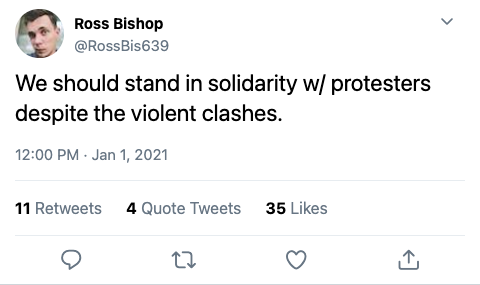 Ross Bishop
@RossBis639
We should stand in solidarity w/ protesters
despite the violent clashes.
12:00 PM · Jan 1, 2021
11 Retweets 4 Quote Tweets 35 Likes